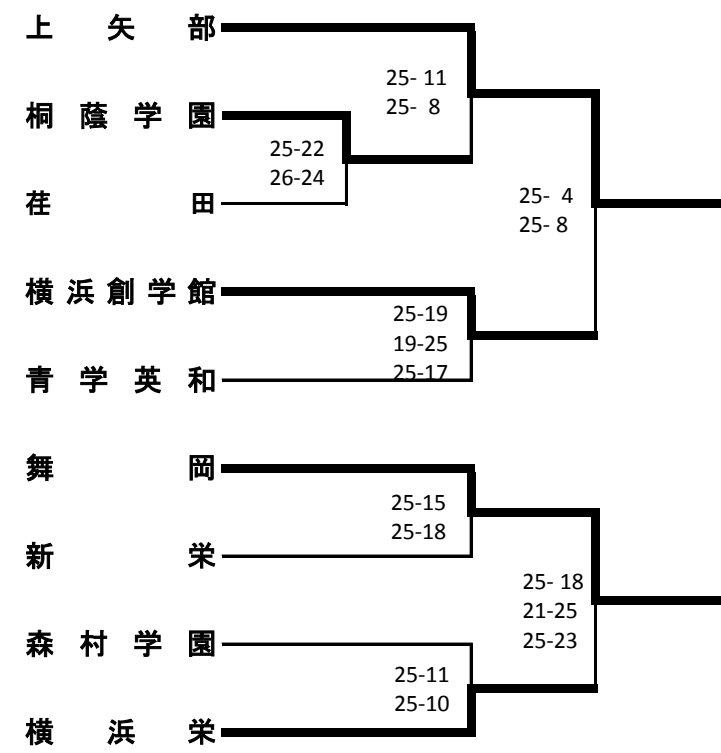 上矢部
25- 11
25- 8
桐蔭学園
25-22
26-24
荏田
25- 4
25- 8
横浜創学館
25-19
19-25
25-17
青学英和
舞岡
25-15
25-18
新栄
25- 18
21-25
25-23
森村学園
25-11
25-10
横浜栄